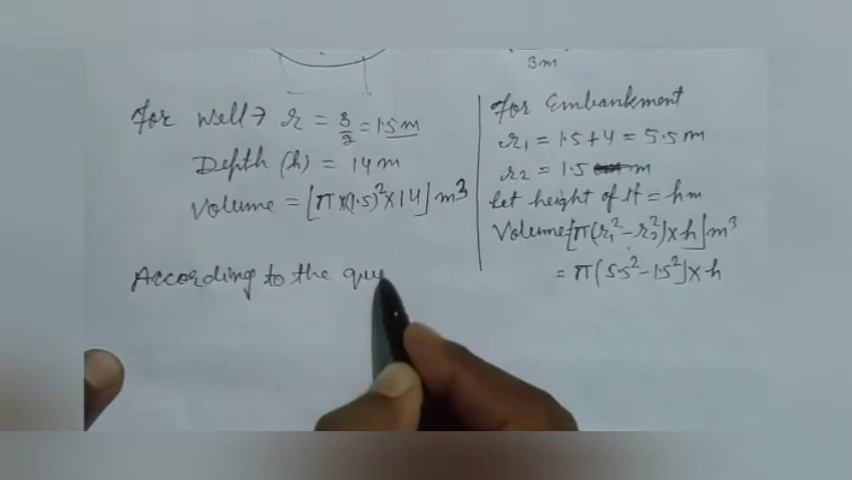 3m
For Well → r = 3/2 = 1.5 m
Depth (h) = 14 m
Volume = [π×(1.5)²×14] m³
According to the que
For Embankment
r₁ = 1.5 + 4 = 5.5 m
r₂ = 1.5 m
Let height of it = h m
Volume = [π(r₁² - r₂²)×h] m³
= π(5.5² - 1.5²)×h